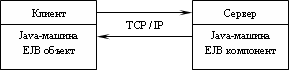 Клиент
Сервер
TCP / IP
Java-машина
EJB объект
Java-машина
EJB компонент